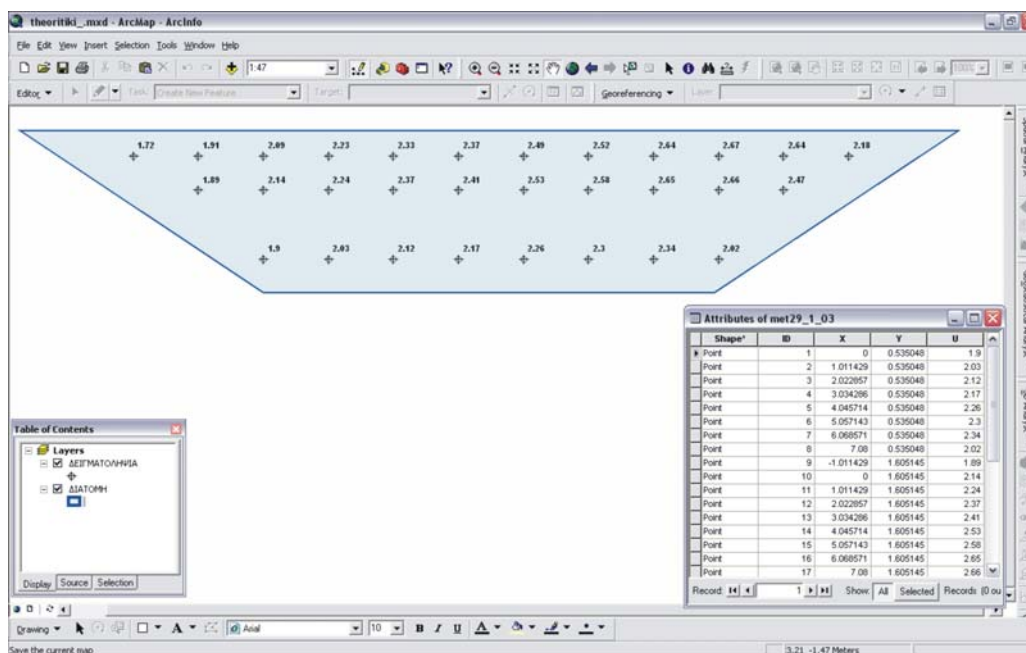 theoritiki_.mxd - ArcMap - ArcInfo
File Edit View Insert Selection Tools Window Help
1:47
100%
Editor Task: Create New Feature Target: Georeferencing Layer:
1.72 1.91 2.09 2.23 2.33 2.37 2.49 2.52 2.64 2.67 2.64 2.18
1.89 2.14 2.24 2.37 2.41 2.53 2.58 2.65 2.66 2.47
1.9 2.03 2.12 2.17 2.26 2.3 2.34 2.02
Attributes of met29_1_03
Shape* ID X Y U
Point 1 0 0.535048 1.9
Point 2 1.011429 0.535048 2.03
Point 3 2.022857 0.535048 2.12
Point 4 3.034286 0.535048 2.17
Point 5 4.045714 0.535048 2.26
Point 6 5.057143 0.535048 2.3
Point 7 6.068571 0.535048 2.34
Point 8 7.08 0.535048 2.02
Point 9 -1.011429 1.605145 1.89
Point 10 0 1.605145 2.14
Point 11 1.011429 1.605145 2.24
Point 12 2.022857 1.605145 2.37
Point 13 3.034286 1.605145 2.41
Point 14 4.045714 1.605145 2.53
Point 15 5.057143 1.605145 2.58
Point 16 6.068571 1.605145 2.65
Point 17 7.08 1.605145 2.66
Record: 1 Show: All Selected Records (0 ou
Table of Contents
Layers
ΔΕΙΓΜΑΤΟΛΗΨΙΑ
ΔΙΑΤΟΜΗ
Display Source Selection
Drawing A Arial 10 B I U A
Save the current map 3.21 -1.47 Meters